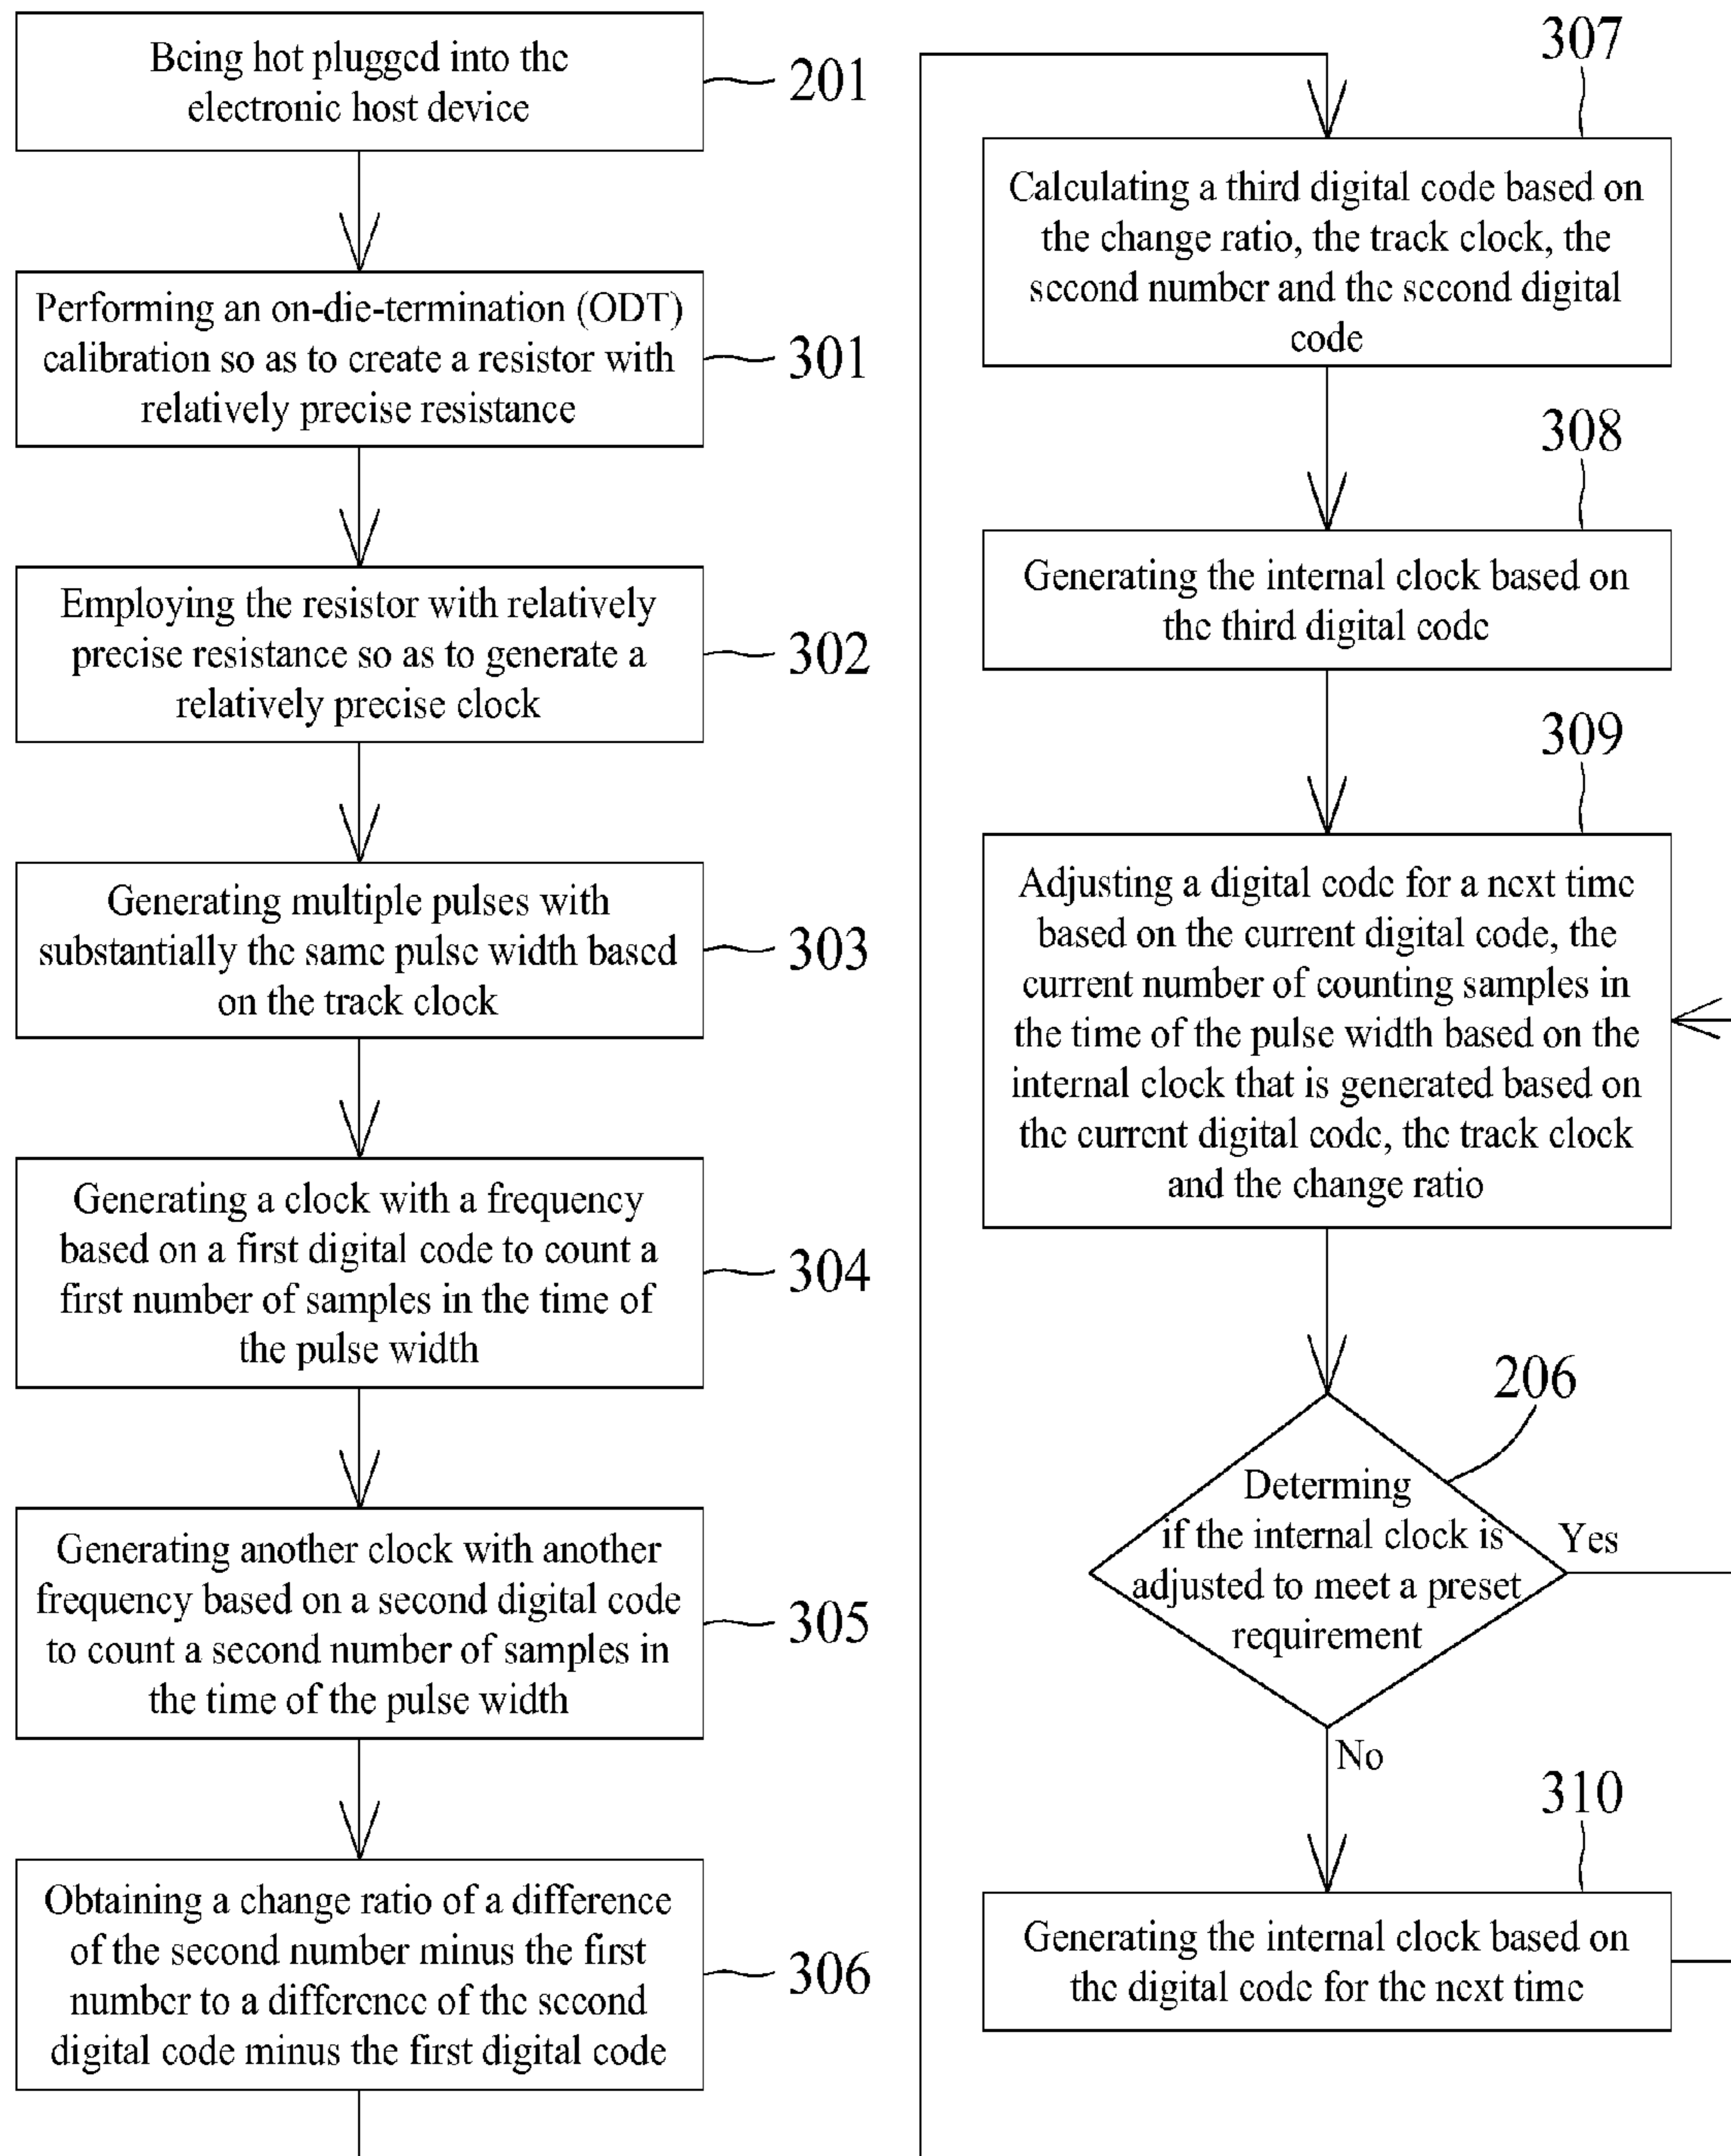 Being hot plugged into the
electronic host device
201
Performing an on-die-termination (ODT)
calibration so as to create a resistor with
relatively precise resistance
301
Employing the resistor with relatively
precise resistance so as to generate a
relatively precise clock
302
Generating multiple pulses with
substantially the same pulse width based
on the track clock
303
Generating a clock with a frequency
based on a first digital code to count a
first number of samples in the time of
the pulse width
304
Generating another clock with another
frequency based on a second digital code
to count a second number of samples in
the time of the pulse width
305
Obtaining a change ratio of a difference
of the second number minus the first
number to a difference of the second
digital code minus the first digital code
306
307
Calculating a third digital code based on
the change ratio, the track clock, the
second number and the second digital
code
308
Generating the internal clock based on
the third digital code
309
Adjusting a digital code for a next time
based on the current digital code, the
current number of counting samples in
the time of the pulse width based on the
internal clock that is generated based on
the current digital code, the track clock
and the change ratio
206
Determing
if the internal clock is
adjusted to meet a preset
requirement
Yes
No
310
Generating the internal clock based on
the digital code for the next time